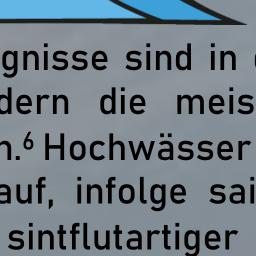 gnisse sind in
dern die meis
n.⁶ Hochwässer
auf, infolge sai
sintflutartiger